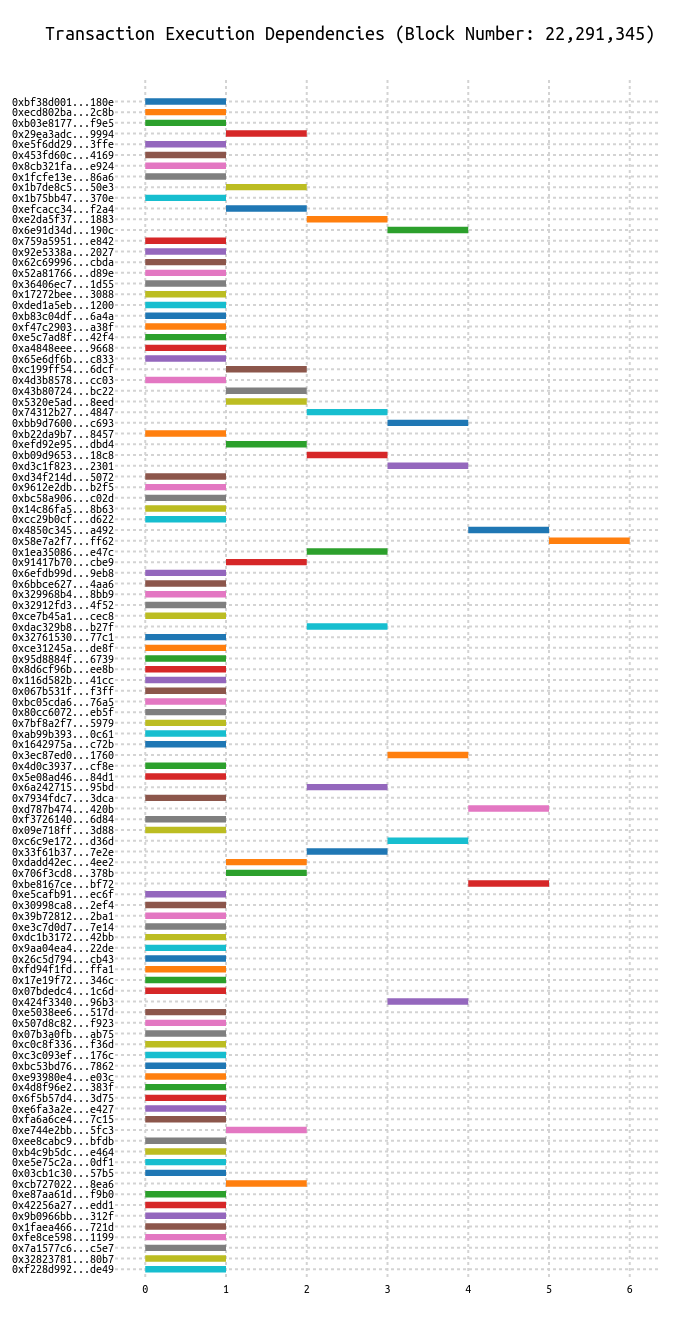 Transaction Execution Dependencies (Block Number: 22,291,345)
0xbf38d001...180e
0xecd802ba...2c8b
0xb03e8177...f9e5
0x29ea3adc...9994
0xe5f6dd29...3ffe
0x453fd60c...4169
0x8cb321fa...e924
0x1fcfe13e...86a6
0x1b7de8c5...50e3
0x1b75bb47...370e
0xefcacc34...f2a4
0xe2da5f37...1883
0x6e91d34d...190c
0x759a5951...e842
0x92e5338a...2027
0x62c69996...cbda
0x52a81766...d89e
0x36406ec7...1d55
0x17272bee...3088
0xded1a5eb...1200
0xb83c04df...6a4a
0xf47c2903...a38f
0xe5c7ad8f...42f4
0xa4848eee...9668
0x65e6df6b...c833
0xc199ff54...6dcf
0x4d3b8578...cc03
0x43b80724...bc22
0x5320e5ad...8eed
0x74312b27...4847
0xbb9d7600...c693
0xb22da9b7...8457
0xefd92e95...dbd4
0xb09d9653...18c8
0xd3c1f823...2301
0xd34f214d...5072
0x9612e2db...b2f5
0xbc58a906...c02d
0x14c86fa5...8b63
0xcc29b0cf...d622
0x4850c345...a492
0x58e7a2f7...ff62
0x1ea35086...e47c
0x91417b70...cbe9
0x6efdb99d...9eb8
0x6bbce627...4aa6
0x329968b4...8bb9
0x32912fd3...4f52
0xce7b45a1...cec8
0xdac329b8...b27f
0x32761530...77c1
0xce31245a...de8f
0x95d8884f...6739
0x8d6cf96b...ee8b
0x116d582b...41cc
0x067b531f...f3ff
0xbc05cda6...76a5
0x80cc6072...eb5f
0x7bf8a2f7...5979
0xab99b393...0c61
0x1642975a...c72b
0x3ec87ed0...1760
0x4d0c3937...cf8e
0x5e08ad46...84d1
0x6a242715...95bd
0x7934fdc7...3dca
0xd787b474...420b
0xf3726140...6d84
0x09e718ff...3d88
0xc6c9e172...d36d
0x33f61b37...7e2e
0xdadd42ec...4ee2
0x706f3cd8...378b
0xbe8167ce...bf72
0xe5cafb91...ec6f
0x30998ca8...2ef4
0x39b72812...2ba1
0xe3c7d0d7...7e14
0xdc1b3172...42bb
0x9aa04ea4...22de
0x26c5d794...cb43
0xfd94f1fd...ffa1
0x17e19f72...346c
0x07bdedc4...1c6d
0x424f3340...96b3
0xe5038ee6...517d
0x507d8c82...f923
0x07b3a0fb...ab75
0xc0c8f336...f36d
0xc3c093ef...176c
0xbc53bd76...7862
0xe93980e4...e03c
0x4d8f96e2...383f
0x6f5b57d4...3d75
0xe6fa3a2e...e427
0xfa6a6ce4...7c15
0xe744e2bb...5fc3
0xee8cabc9...bfdb
0xb4c9b5dc...e464
0xe5e75c2a...0df1
0x03cb1c30...57b5
0xcb727022...8ea6
0xe87aa61d...f9b0
0x42256a27...edd1
0x9b0966bb...312f
0x1faea466...721d
0xfe8ce598...1199
0x7a1577c6...c5e7
0x32823781...80b7
0xf228d992...de49
0 1 2 3 4 5 6